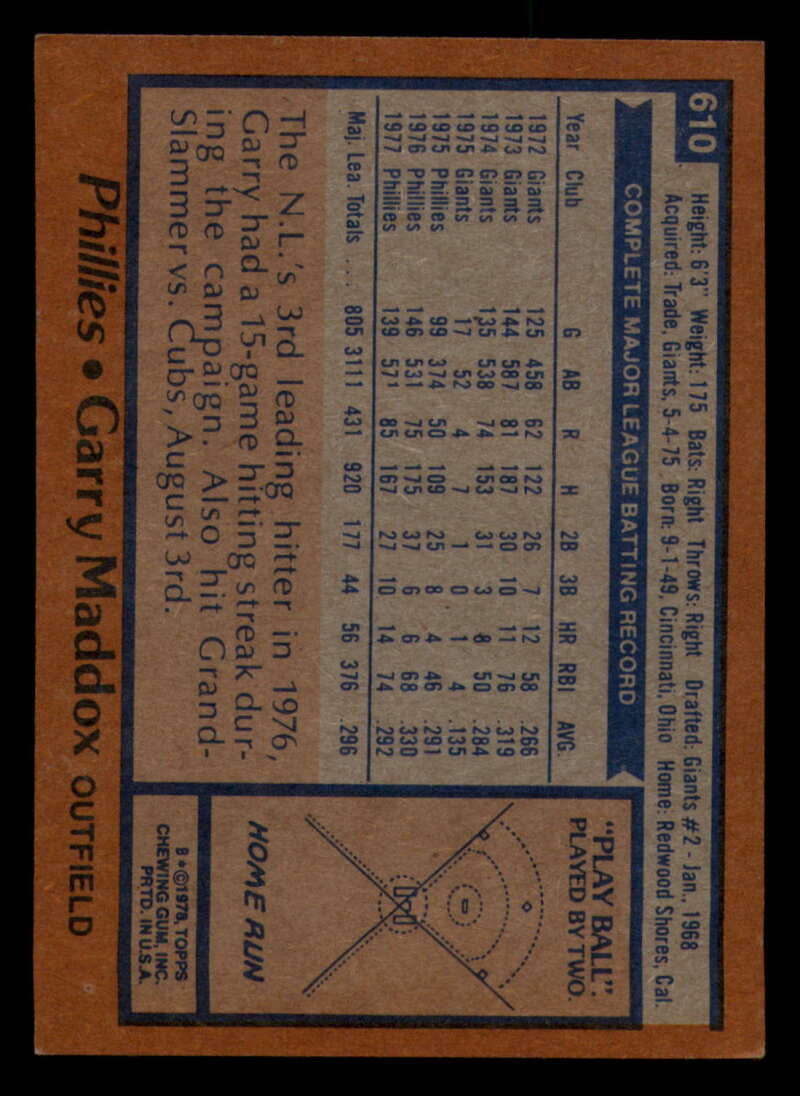 610
Height: 6'3" Weight: 175 Bats: Right Throws: Right Drafted: Giants #2 - Jan., 1968
Acquired: Trade, Giants, 5-4-75 Born: 9-1-49, Cincinnati, Ohio Home: Redwood Shores, Cal.
COMPLETE MAJOR LEAGUE BATTING RECORD
Year Club G AB R H 2B 3B HR RBI AVG.
1972 Giants 125 458 62 122 26 7 12 58 .266
1973 Giants 144 587 81 187 30 10 11 76 .319
1974 Giants 135 538 74 153 31 3 8 50 .284
1975 Giants 17 52 4 7 1 0 1 4 .135
1975 Phillies 99 374 50 109 25 8 4 46 .291
1976 Phillies 146 531 75 175 37 6 6 68 .330
1977 Phillies 139 571 85 167 27 10 14 74 .292
Maj. Lea. Totals .... 805 3111 431 920 177 44 56 376 .296
The N.L.'s 3rd leading hitter in 1976,
Garry had a 15-game hitting streak dur-
ing the campaign. Also hit Grand-
Slammer vs. Cubs, August 3rd.
"PLAY BALL".
PLAYED BY TWO.
HOME RUN
B*©1978, TOPPS
CHEWING GUM, INC.
PRTD. IN U.S.A.
Phillies • Garry Maddox OUTFIELD